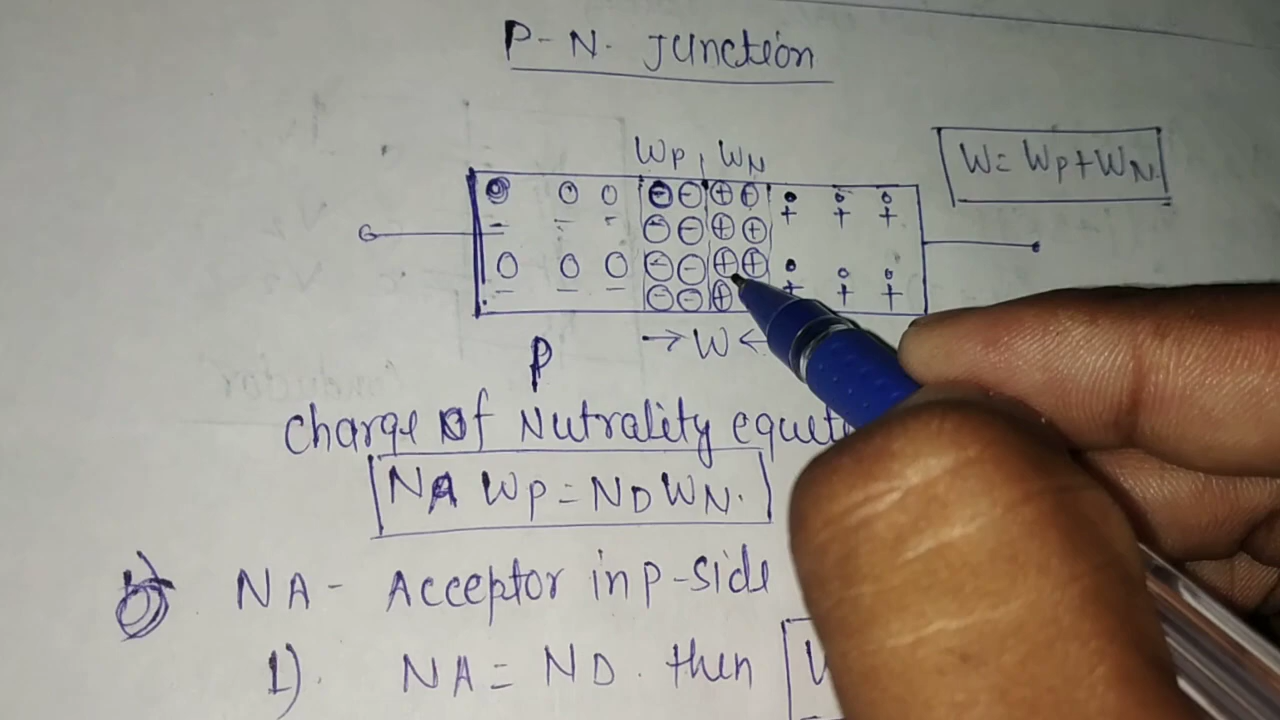 P-N. Junction
WP, WN
W= WP+WN.
→ W ←
P
Charge of Nutrality
NA WP = ND WN.
NA - Acceptor in p-side
1). NA = ND. then